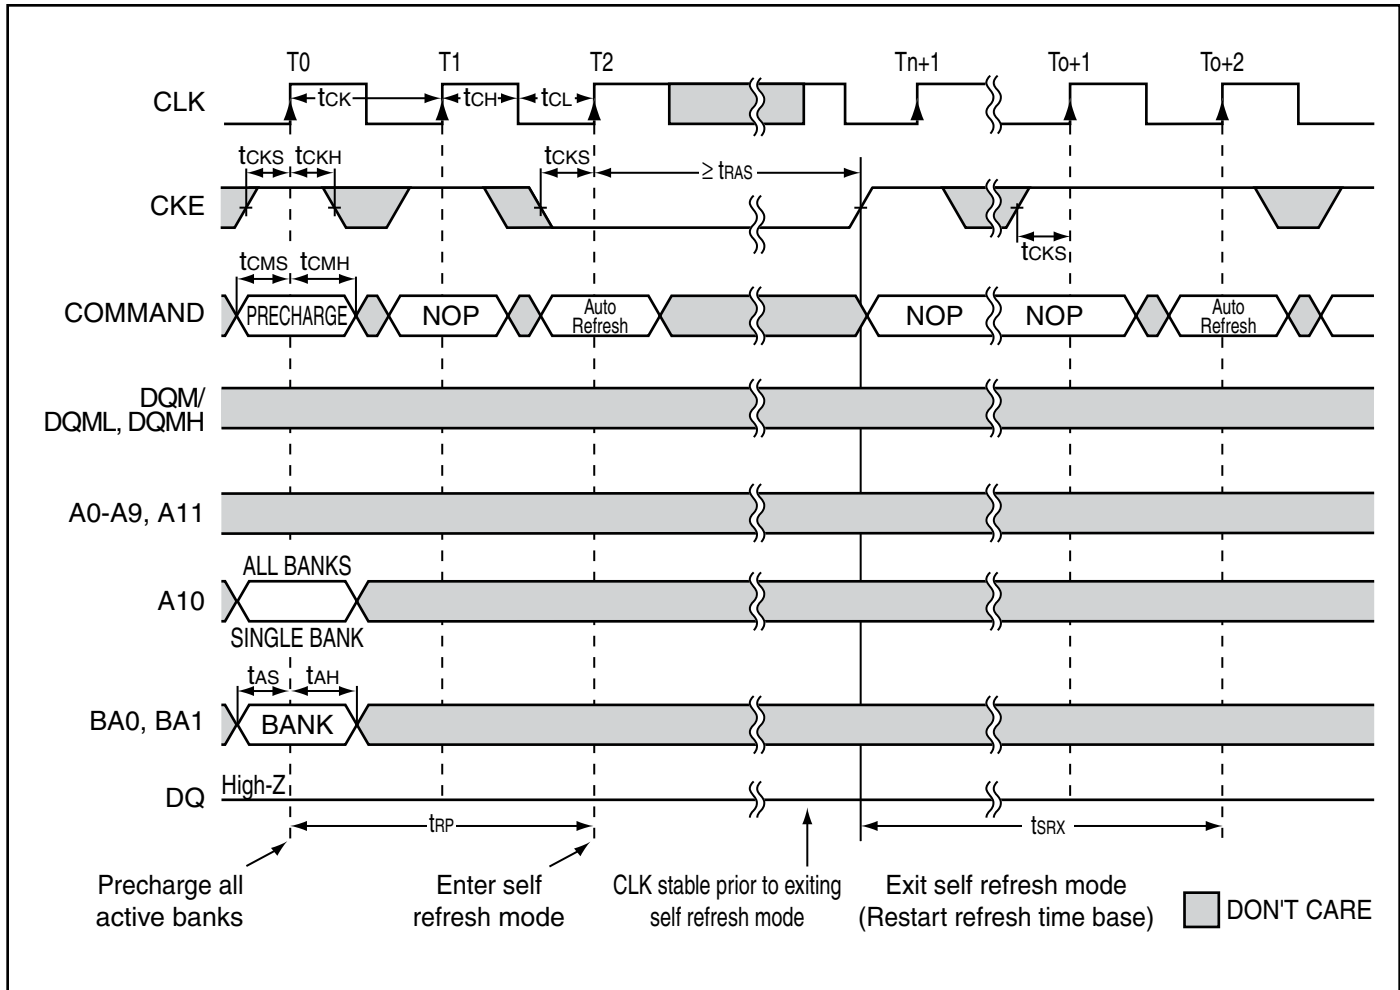 T0 T1 T2 Tn+1 To+1 To+2
CLK
tCK tCH tCL
tCKS tCKH tCKS ≥ tRAS
CKE
tCKS
tCMS tCMH
COMMAND PRECHARGE NOP Auto Refresh NOP NOP Auto Refresh
DQM/
DQML, DQMH
A0-A9, A11
ALL BANKS
A10
SINGLE BANK
tAS tAH
BA0, BA1 BANK
High-Z
DQ
tRP tSRX
Precharge all
active banks
Enter self
refresh mode
CLK stable prior to exiting
self refresh mode
Exit self refresh mode
(Restart refresh time base)
DON'T CARE